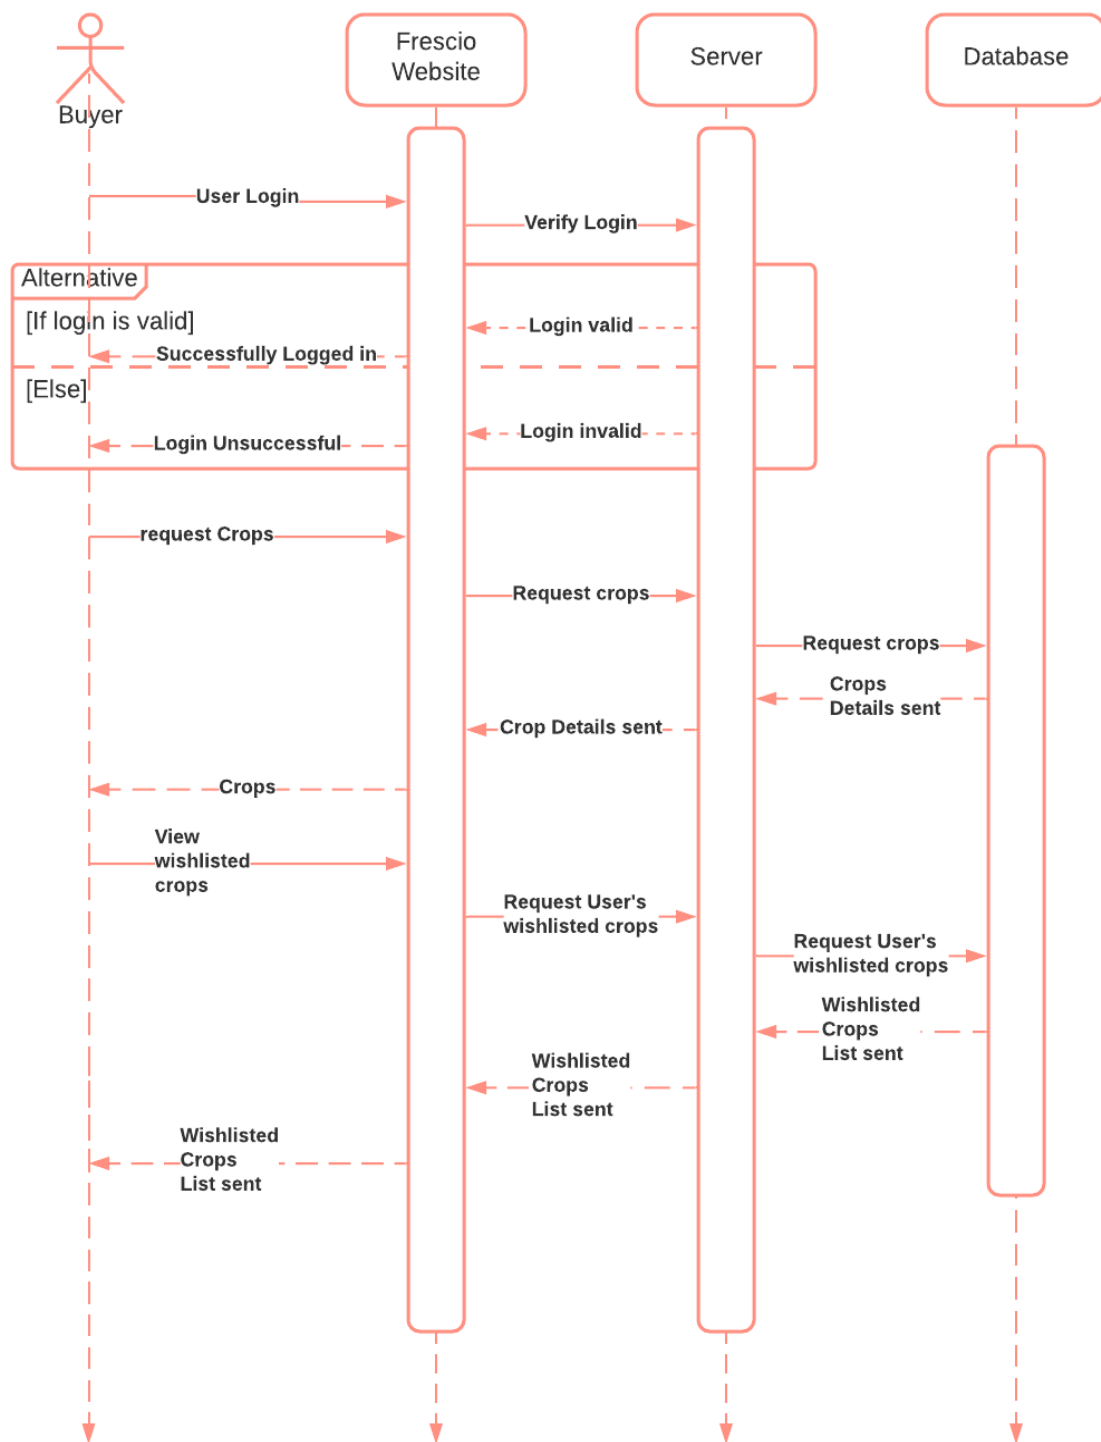 Buyer
Frescio
Website
Server
Database
User Login
Verify Login
Alternative
[If login is valid]
Login valid
Successfully Logged in
[Else]
Login invalid
Login Unsuccessful
request Crops
Request crops
Request crops
Crops
Details sent
Crop Details sent
Crops
View
wishlisted
crops
Request User's
wishlisted crops
Request User's
wishlisted crops
Wishlisted
Crops
List sent
Wishlisted
Crops
List sent
Wishlisted
Crops
List sent